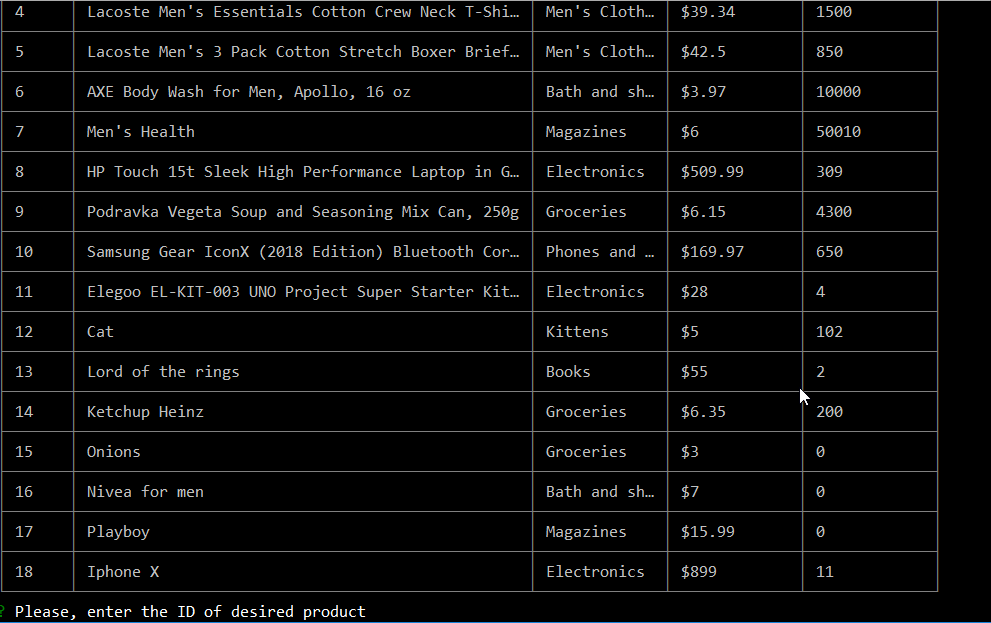 4 Lacoste Men's Essentials Cotton Crew Neck T-Shi… Men's Cloth… $39.34 1500
5 Lacoste Men's 3 Pack Cotton Stretch Boxer Brief… Men's Cloth… $42.5 850
6 AXE Body Wash for Men, Apollo, 16 oz Bath and sh… $3.97 10000
7 Men's Health Magazines $6 50010
8 HP Touch 15t Sleek High Performance Laptop in G… Electronics $509.99 309
9 Podravka Vegeta Soup and Seasoning Mix Can, 250g Groceries $6.15 4300
10 Samsung Gear IconX (2018 Edition) Bluetooth Cor… Phones and … $169.97 650
11 Elegoo EL-KIT-003 UNO Project Super Starter Kit… Electronics $28 4
12 Cat Kittens $5 102
13 Lord of the rings Books $55 2
14 Ketchup Heinz Groceries $6.35 200
15 Onions Groceries $3 0
16 Nivea for men Bath and sh… $7 0
17 Playboy Magazines $15.99 0
18 Iphone X Electronics $899 11
? Please, enter the ID of desired product